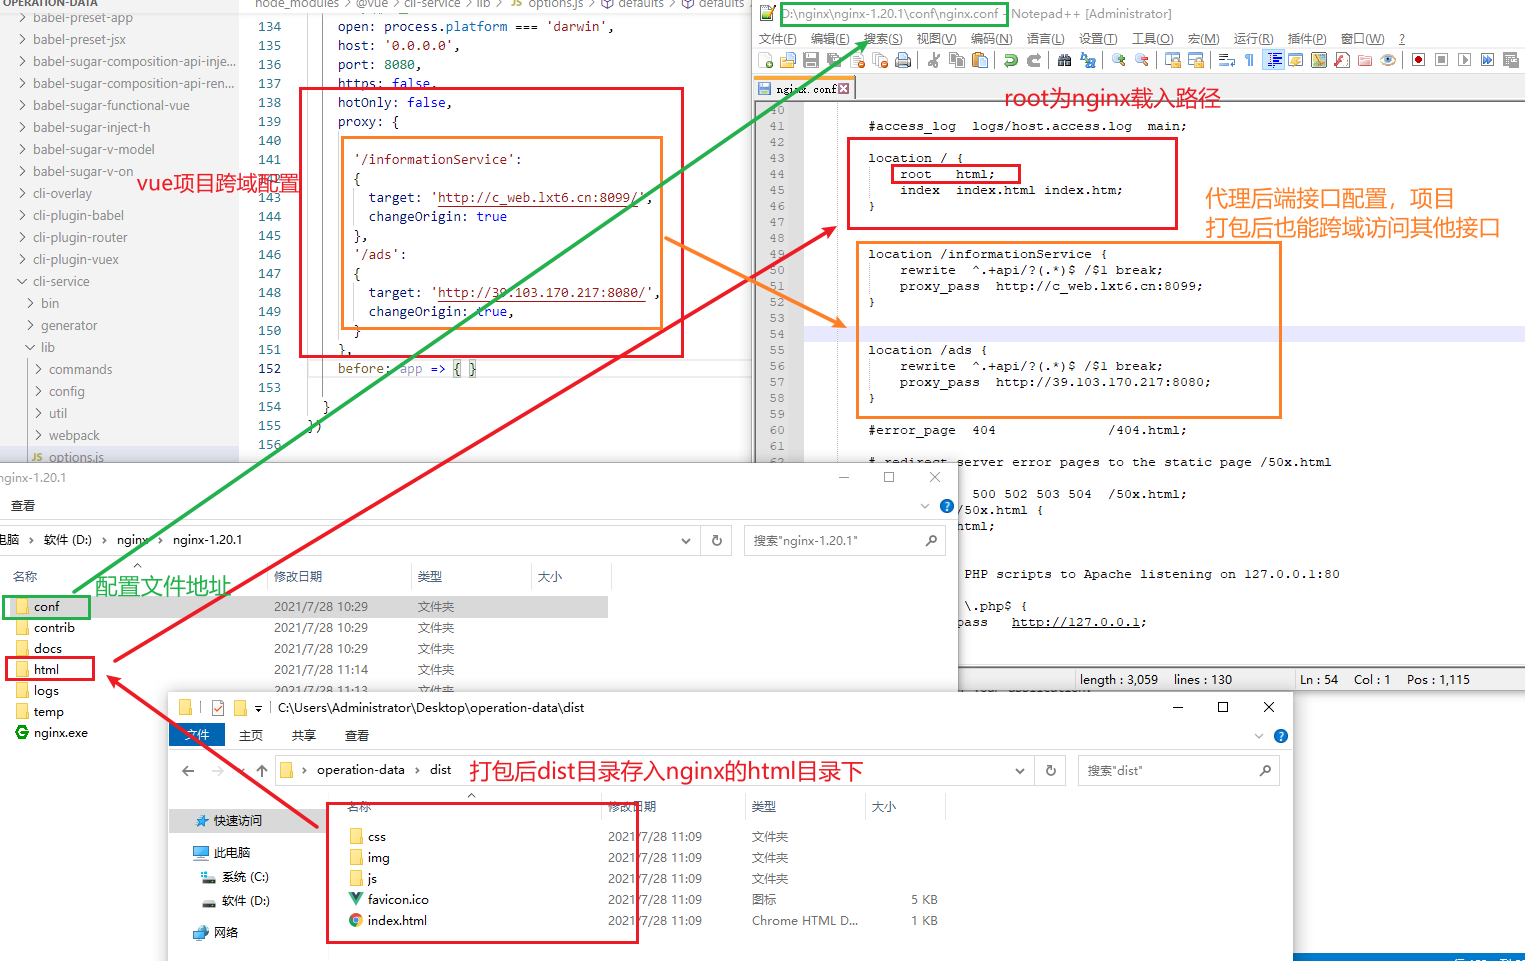 OPERATION-DATA
babel-preset-app
babel-preset-jsx
babel-sugar-composition-api-inje...
babel-sugar-composition-api-ren...
babel-sugar-functional-vue
babel-sugar-inject-h
babel-sugar-v-model
babel-sugar-v-on
cli-overlay
cli-plugin-babel
cli-plugin-router
cli-plugin-vuex
cli-service
bin
generator
lib
commands
config
util
webpack
JS options.js
node_modules > @vue > cli-service > lib > JS options.js > defaults > defaults
134 open: process.platform === 'darwin',
135 host: '0.0.0.0',
136 port: 8080,
137 https: false,
138 hotOnly: false,
139 proxy: {
140
141 '/informationService':
{
143 target: 'http://c_web.lxt6.cn:8099/',
144 changeOrigin: true
145 },
146 '/ads':
147 {
148 target: 'http://39.103.170.217:8080/',
149 changeOrigin: true,
150 }
151 },
152 before: app => { }
153
154 }
155 })
156
vue项目跨域配置
D:\nginx\nginx-1.20.1\conf\nginx.conf - Notepad++ [Administrator]
文件(F) 编辑(E) 搜索(S) 视图(V) 编码(N) 语言(L) 设置(T) 工具(O) 宏(M) 运行(R) 插件(P) 窗口(W) ?
nginx.conf
root为nginx载入路径
40
41 #access_log logs/host.access.log main;
42
43 location / {
44 root html;
45 index index.html index.htm;
46 }
47
48
49 location /informationService {
50 rewrite ^.+api/?(.*)$ /$1 break;
51 proxy_pass http://c_web.lxt6.cn:8099;
52 }
53
54
55 location /ads {
56 rewrite ^.+api/?(.*)$ /$1 break;
57 proxy_pass http://39.103.170.217:8080;
58 }
59
60 #error_page 404 /404.html;
61
# redirect server error pages to the static page /50x.html
500 502 503 504 /50x.html;
/50x.html {
html;
PHP scripts to Apache listening on 127.0.0.1:80
\.php$ {
pass http://127.0.0.1;
代理后端接口配置，项目
打包后也能跨域访问其他接口
length : 3,059 lines : 130 Ln : 54 Col : 1 Pos : 1,115
nginx-1.20.1
查看
电脑 > 软件 (D:) > nginx > nginx-1.20.1
搜索"nginx-1.20.1"
名称 修改日期 类型 大小
配置文件地址
conf 2021/7/28 10:29 文件夹
contrib 2021/7/28 10:29 文件夹
docs 2021/7/28 10:29 文件夹
html 2021/7/28 11:14 文件夹
logs 2021/7/28 11:13 文件夹
temp
nginx.exe
C:\Users\Administrator\Desktop\operation-data\dist
文件 主页 共享 查看
operation-data > dist
打包后dist目录存入nginx的html目录下
搜索"dist"
名称 修改日期 类型 大小
快速访问
此电脑
系统 (C:)
软件 (D:)
网络
css 2021/7/28 11:09 文件夹
img 2021/7/28 11:09 文件夹
js 2021/7/28 11:09 文件夹
favicon.ico 2021/7/28 11:09 图标 5 KB
index.html 2021/7/28 11:09 Chrome HTML D... 1 KB